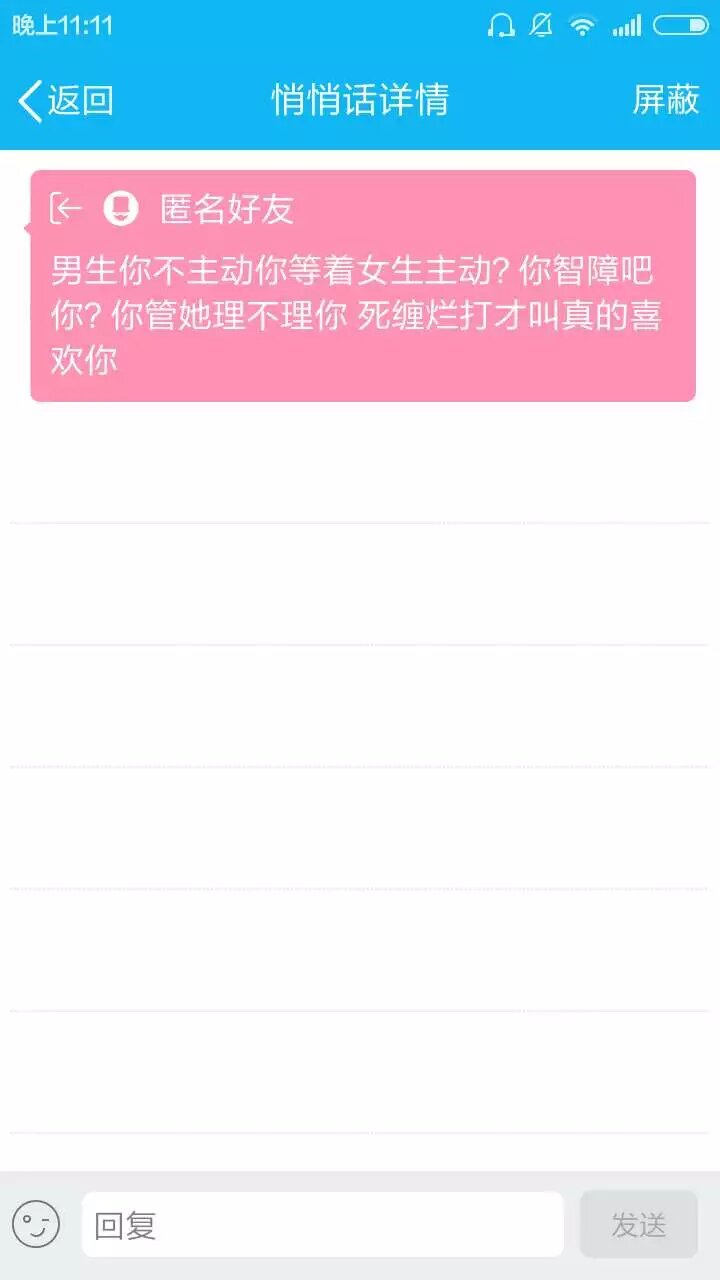 晚上11:11
返回 悄悄话详情 屏蔽
匿名好友
男生你不主动你等着女生主动? 你智障吧
你? 你管她理不理你 死缠烂打才叫真的喜
欢你
回复 发送